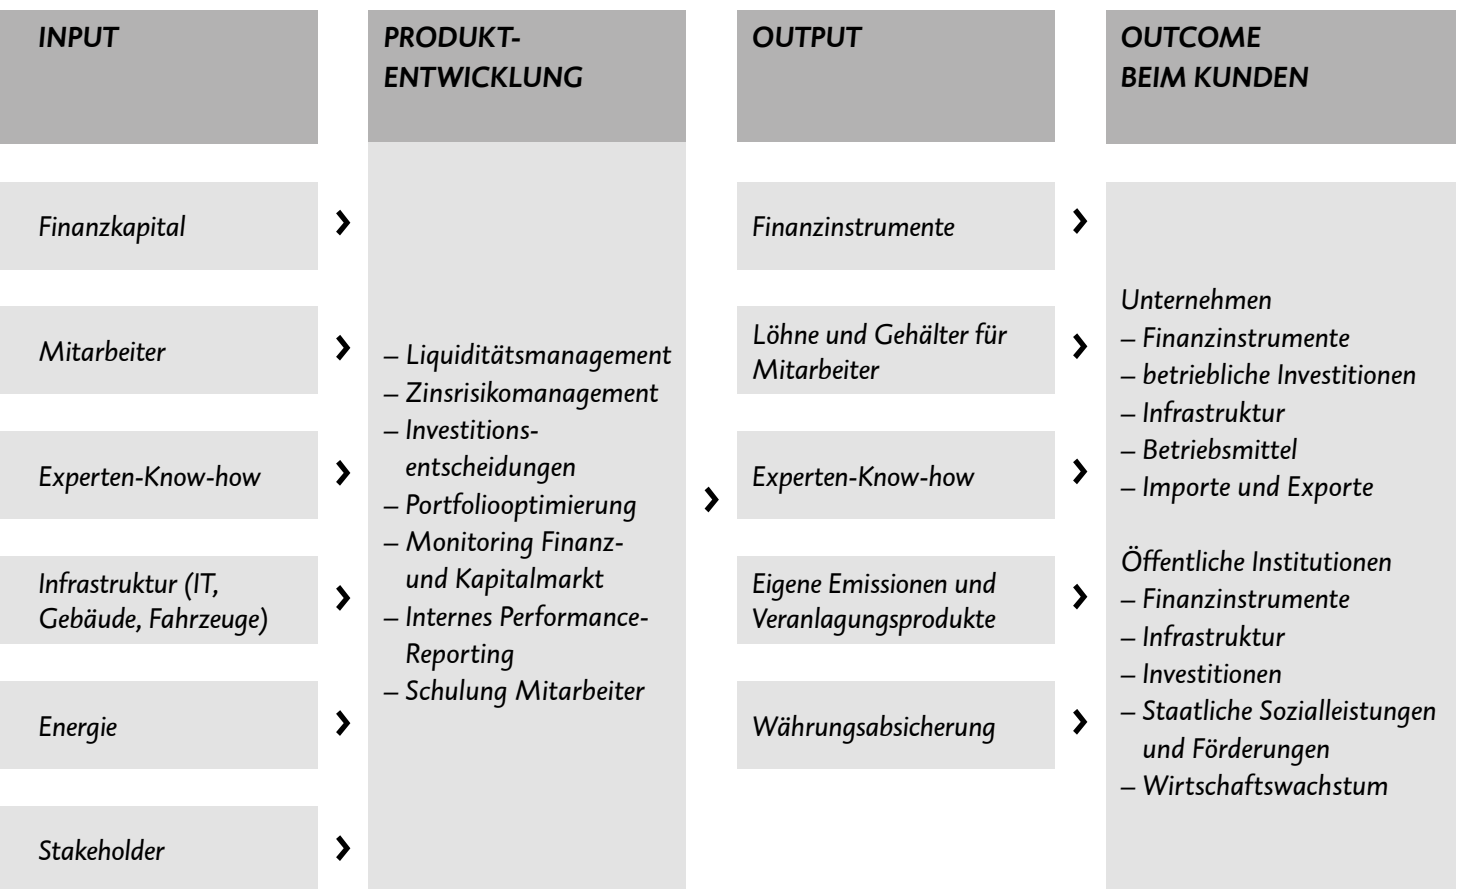 INPUT
Finanzkapital
Mitarbeiter
Experten-Know-how
Infrastruktur (IT,
Gebäude, Fahrzeuge)
Energie
Stakeholder
PRODUKT-
ENTWICKLUNG
– Liquiditätsmanagement
– Zinsrisikomanagement
– Investitions-
entscheidungen
– Portfoliooptimierung
– Monitoring Finanz-
und Kapitalmarkt
– Internes Performance-
Reporting
– Schulung Mitarbeiter
OUTPUT
Finanzinstrumente
Löhne und Gehälter für
Mitarbeiter
Experten-Know-how
Eigene Emissionen und
Veranlagungsprodukte
Währungsabsicherung
OUTCOME
BEIM KUNDEN
Unternehmen
– Finanzinstrumente
– betriebliche Investitionen
– Infrastruktur
– Betriebsmittel
– Importe und Exporte
Öffentliche Institutionen
– Finanzinstrumente
– Infrastruktur
– Investitionen
– Staatliche Sozialleistungen
und Förderungen
– Wirtschaftswachstum